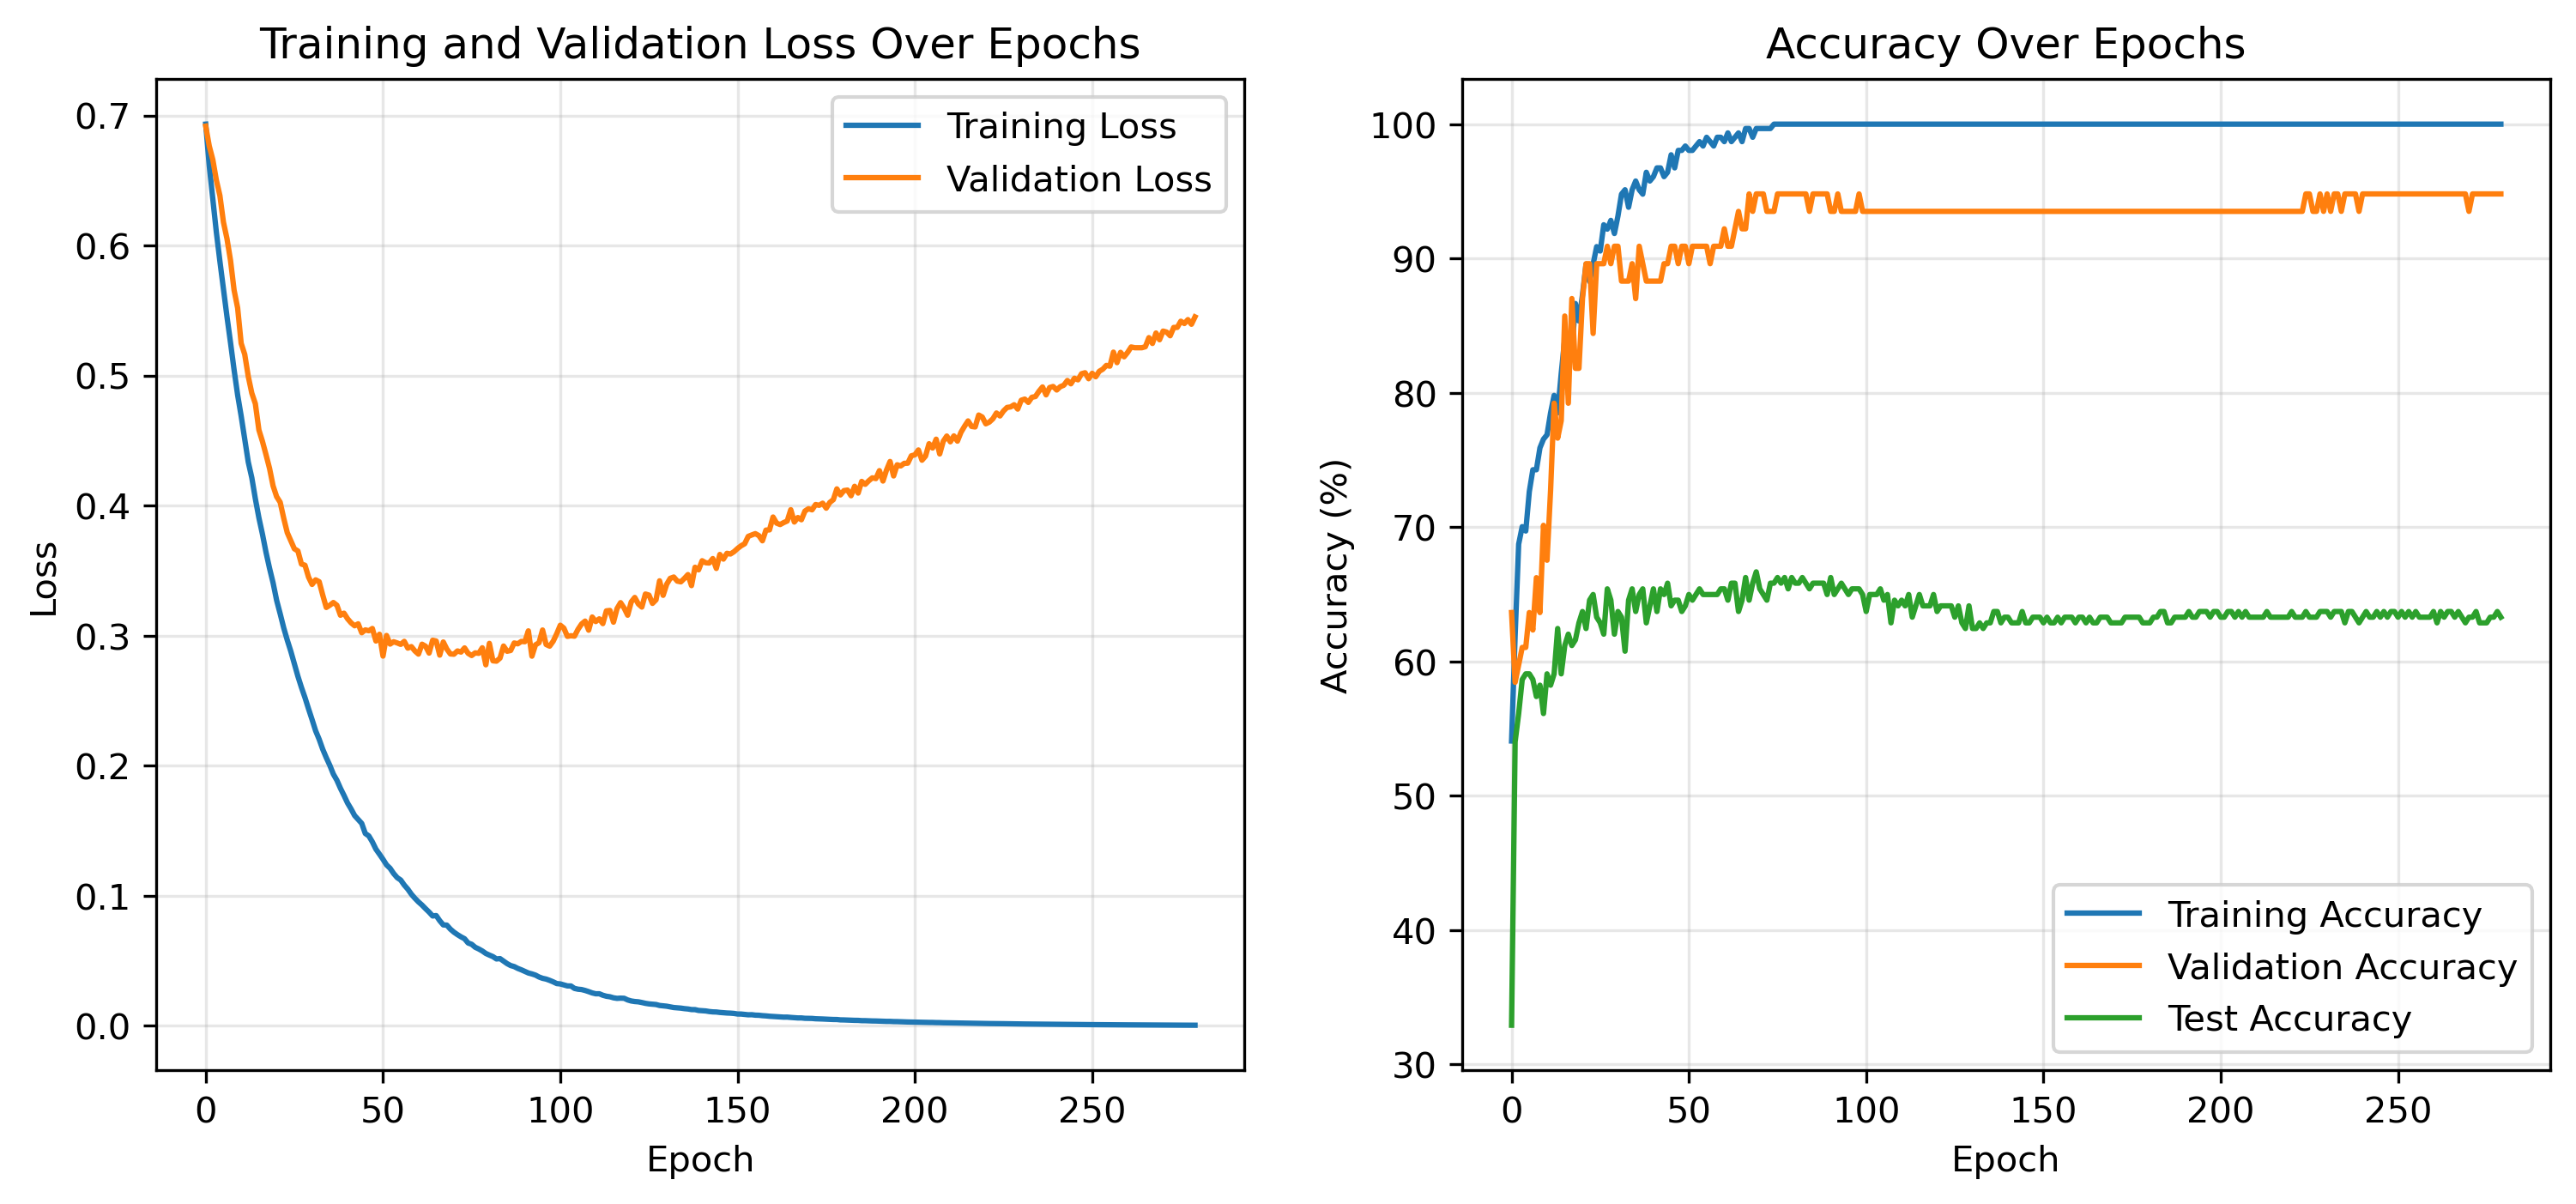 Training and Validation Loss Over Epochs
Training Loss
Validation Loss
0.7
0.6
0.5
0.4
0.3
0.2
0.1
0.0
Loss
0 50 100 150 200 250
Epoch
Accuracy Over Epochs
100
90
80
70
60
50
40
30
Accuracy (%)
Training Accuracy
Validation Accuracy
Test Accuracy
0 50 100 150 200 250
Epoch